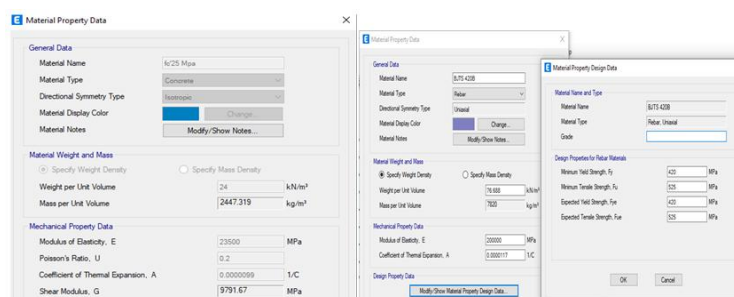 Material Property Data
General Data
Material Name fc'25 Mpa
Material Type Concrete
Directional Symmetry Type Isotropic
Material Display Color Change...
Material Notes Modify/Show Notes...
Material Weight and Mass
Specify Weight Density Specify Mass Density
Weight per Unit Volume 24 kN/m³
Mass per Unit Volume 2447.319 kg/m³
Mechanical Property Data
Modulus of Elasticity, E 23500 MPa
Poisson's Ratio, U 0.2
Coefficient of Thermal Expansion, A 0.0000099 1/C
Shear Modulus, G 9791.67 MPa
Material Property Data
General Data
Material Name BJTS 420B
Material Type Rebar
Directional Symmetry Type Uniaxial
Material Display Color Change...
Material Notes Modify/Show Notes...
Material Weight and Mass
Specify Weight Density Specify Mass Density
Weight per Unit Volume kN/m³
Mass per Unit Volume 7820 kg/m³
Mechanical Property Data
Modulus of Elasticity, E 200000 MPa
Coefficient of Thermal Expansion, A 0.0000117 1/C
Design Property Data
Modify/Show Material Property Design Data...
Material Property Design Data
Material Name and Type
Material Name BJTS 420B
Material Type Rebar, Uniaxial
Grade
Design Properties for Rebar Materials
Minimum Yield Strength, Fy 420 MPa
Minimum Tensile Strength, Fu 525 MPa
Expected Yield Strength, Fye 420 MPa
Expected Tensile Strength, Fue 525 MPa
OK Cancel